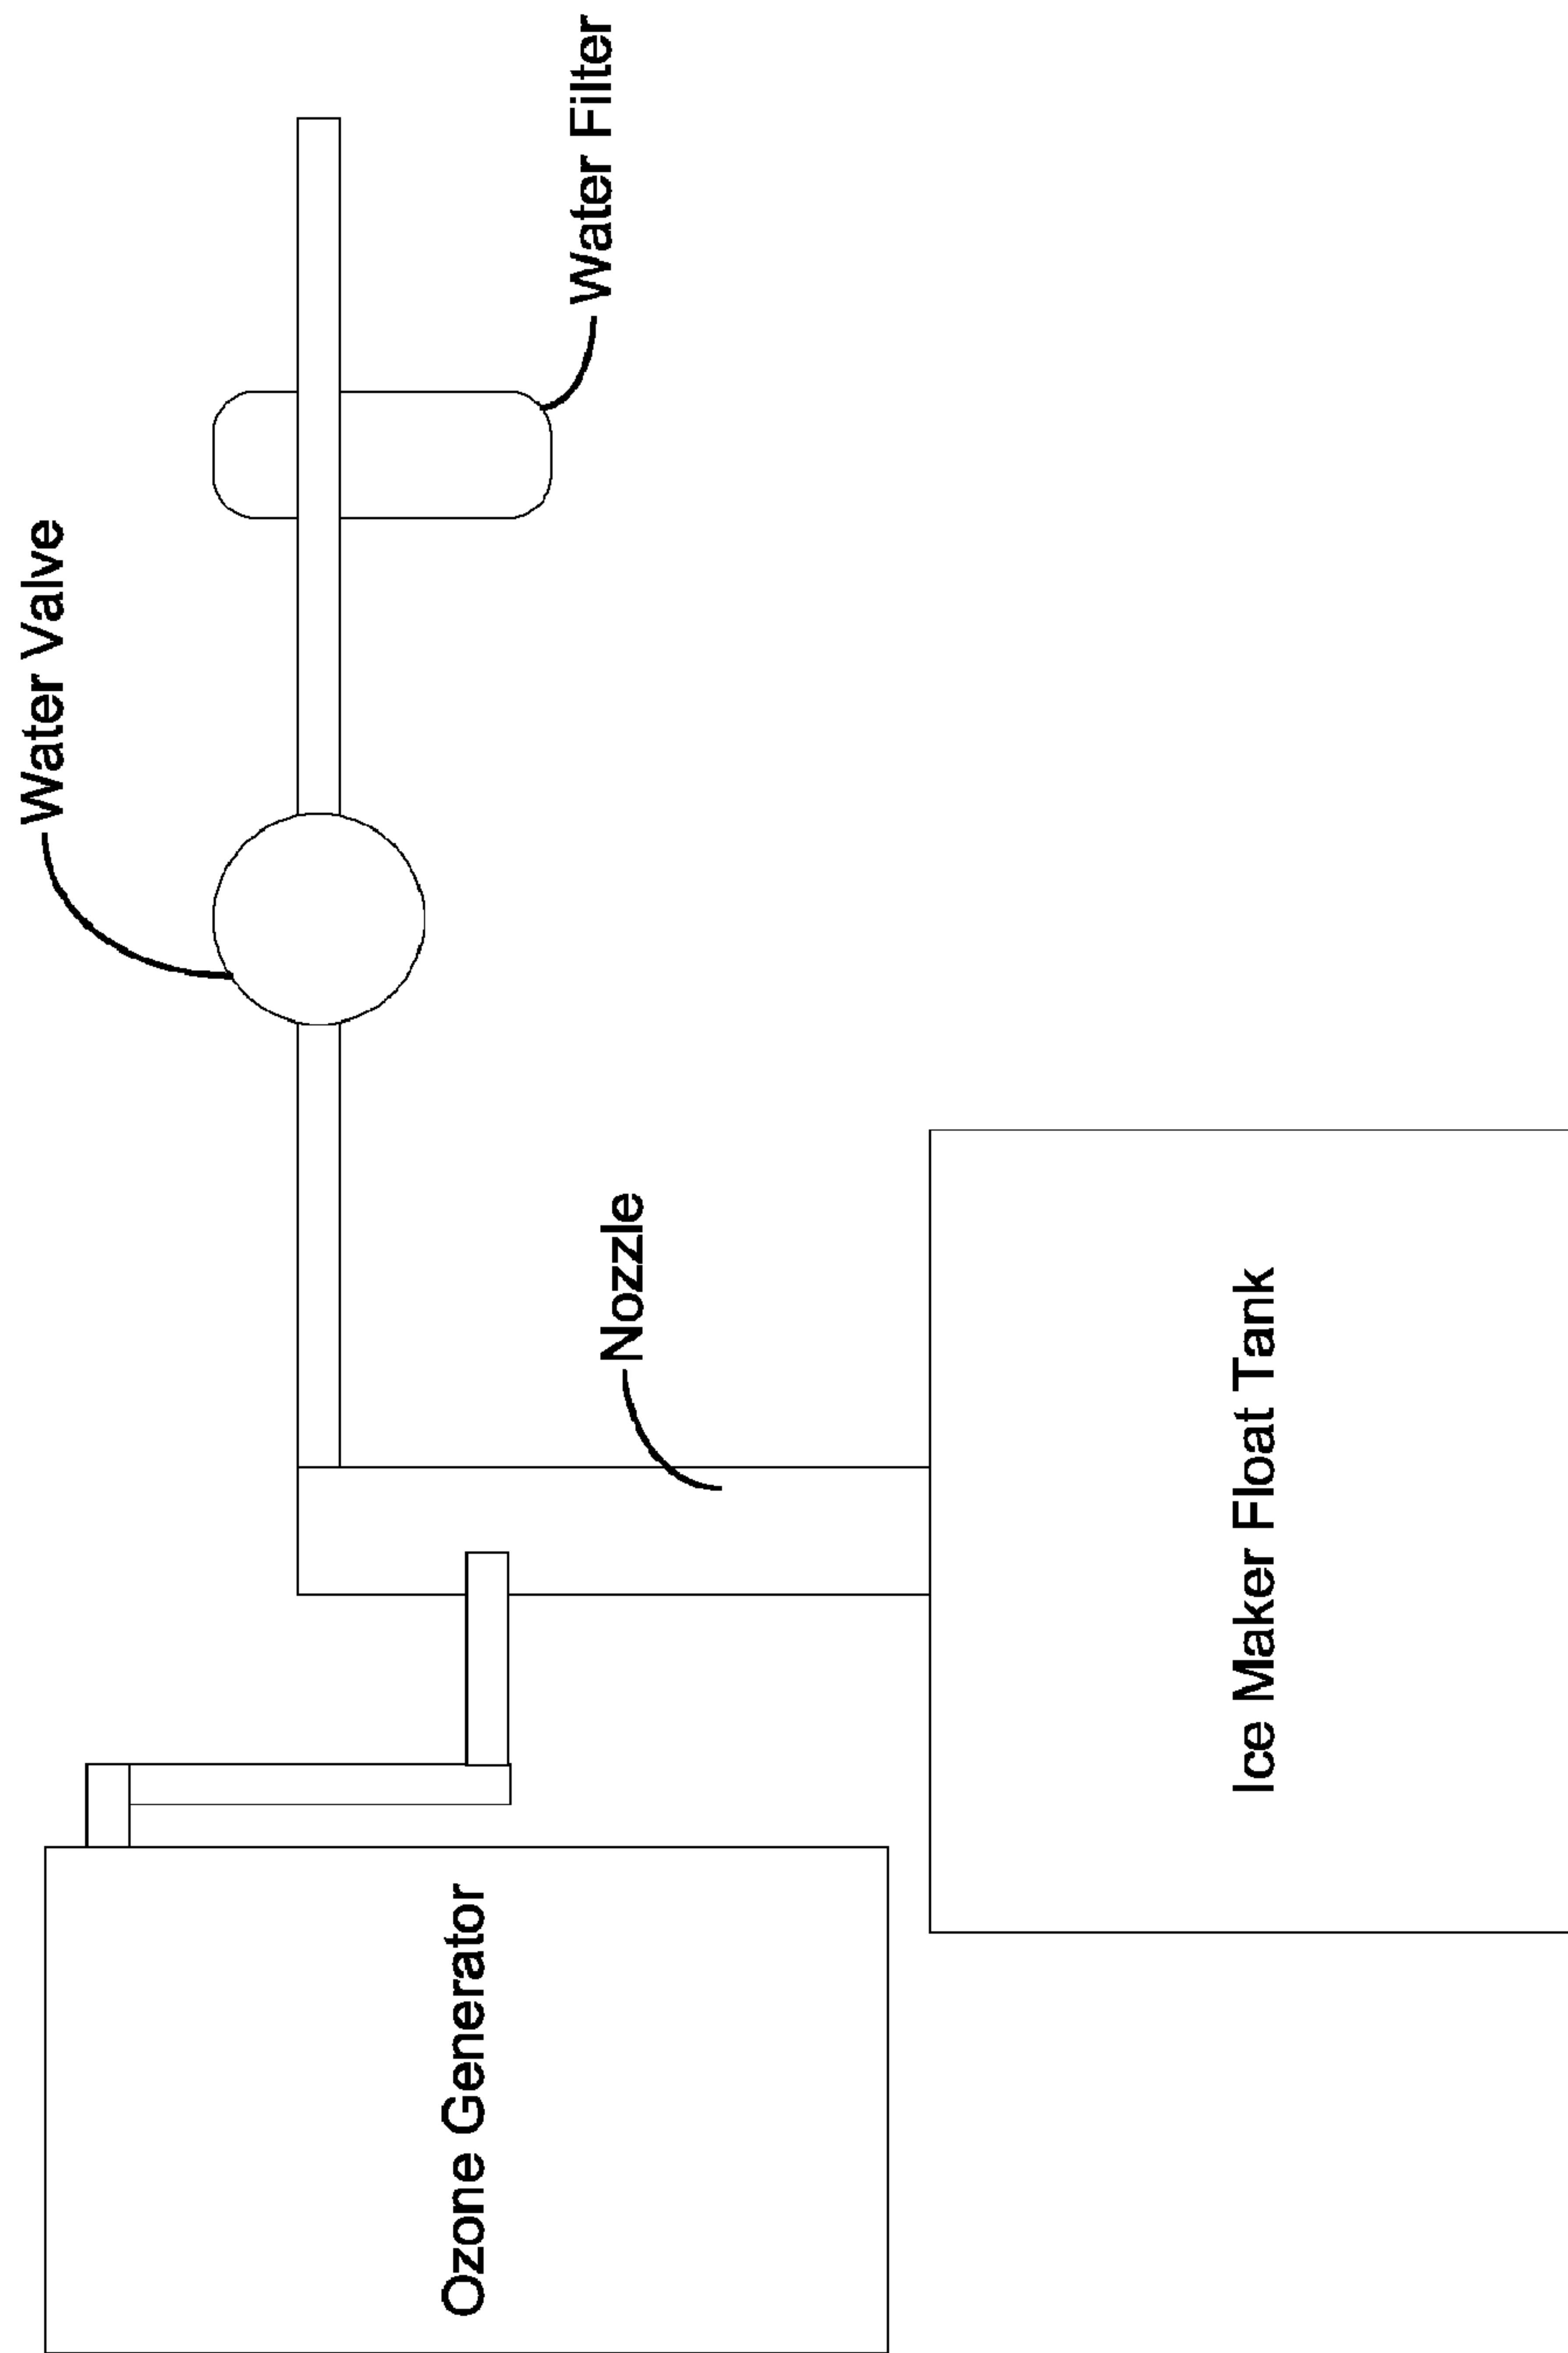 Water Valve
Water Filter
Ozone Generator
Nozzle
Ice Maker Float Tank